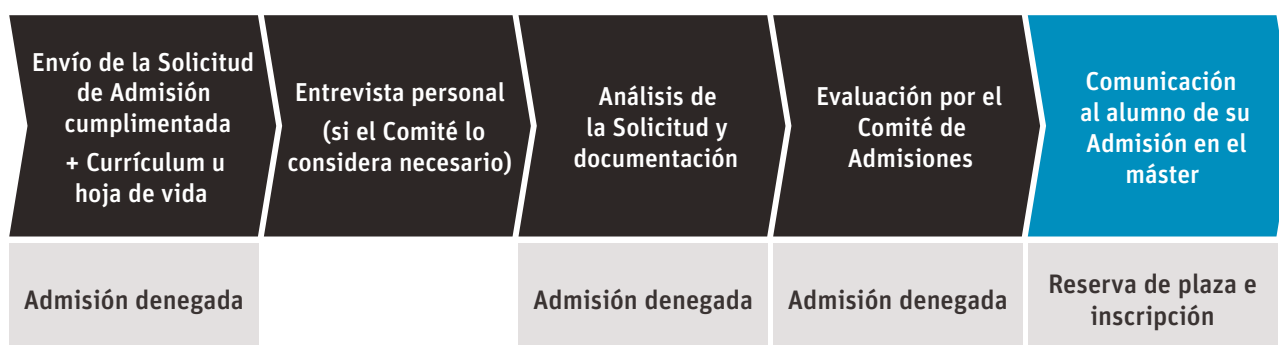 Envío de la Solicitud
de Admisión
cumplimentada
+ Currículum u
hoja de vida
Entrevista personal
(si el Comité lo
considera necesario)
Análisis de
la Solicitud y
documentación
Evaluación por el
Comité de
Admisiones
Comunicación
al alumno de su
Admisión en el
máster
Admisión denegada
Admisión denegada
Admisión denegada
Reserva de plaza e
inscripción